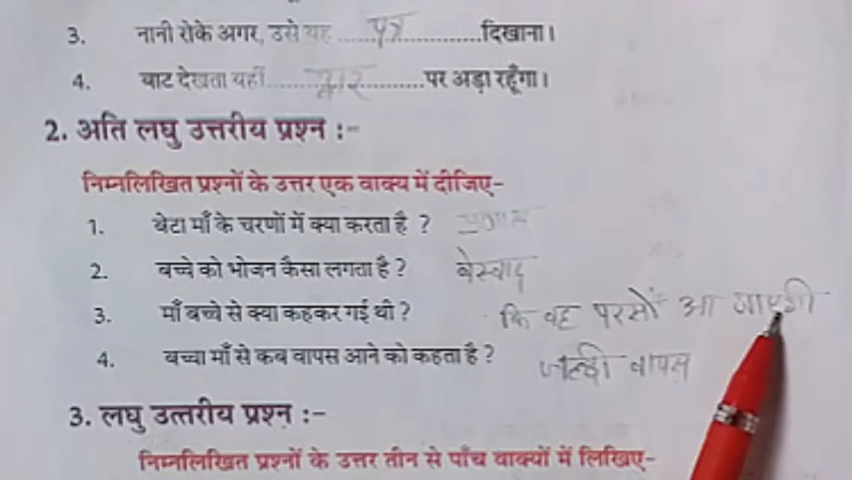 3. नानी रोके अगर, उसे यह ....पत्र.............दिखाना।
4. बाट देखता यहीं..........द्वार..........पर अड़ा रहूँगा।
2. अति लघु उत्तरीय प्रश्न :-
निम्नलिखित प्रश्नों के उत्तर एक वाक्य में दीजिए-
1. बेटा माँ के चरणों में क्या करता है ? प्रणाम
2. बच्चे को भोजन कैसा लगता है ? बेस्वाद
3. माँ बच्चे से क्या कहकर गई थी ? कि वह परसों आ जाएगी
4. बच्चा माँ से कब वापस आने को कहता है ? जल्दी वापस
3. लघु उत्तरीय प्रश्न :-
निम्नलिखित प्रश्नों के उत्तर तीन से पाँच वाक्यों में लिखिए-